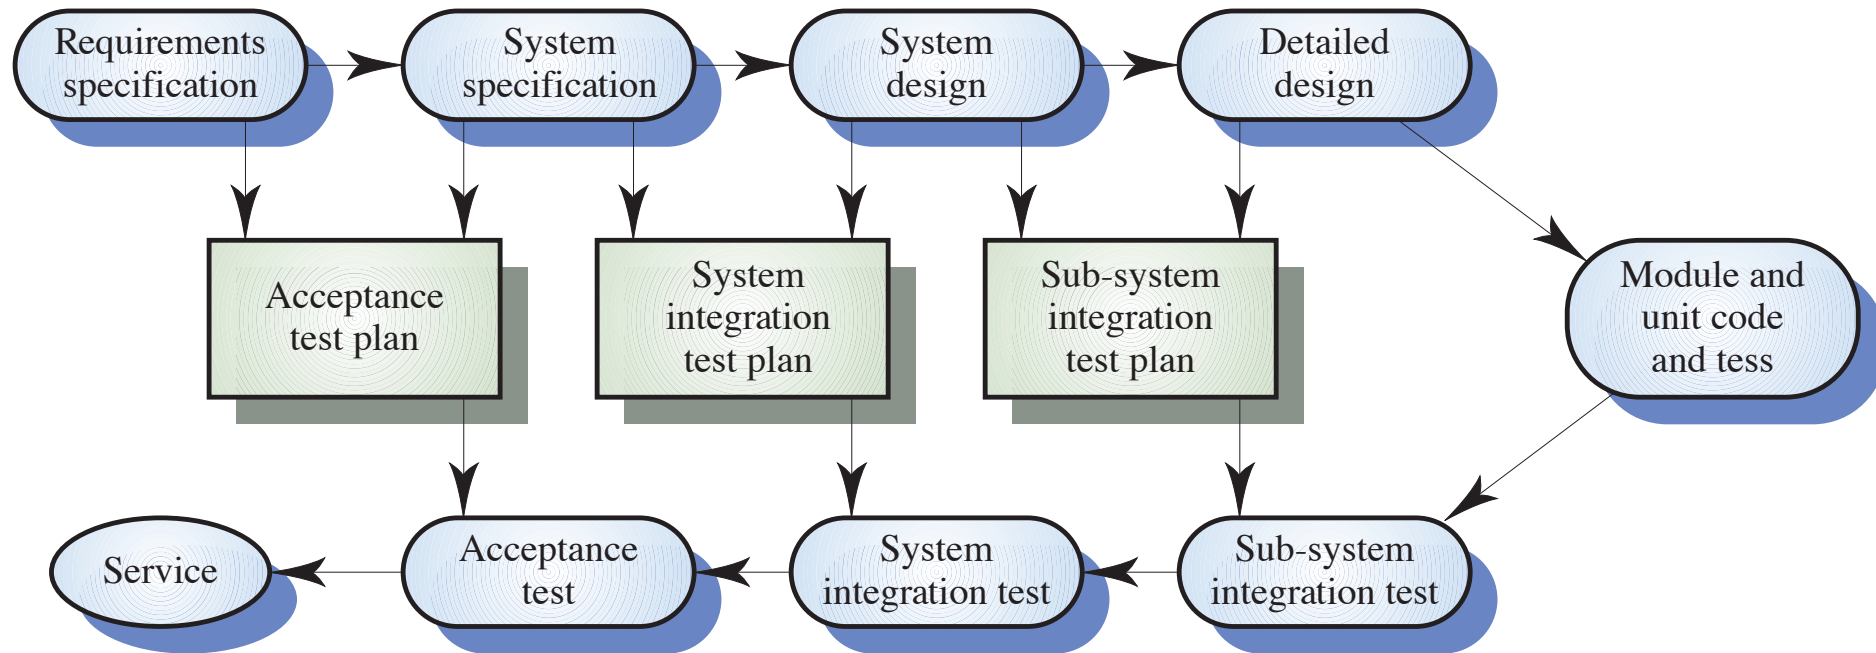 Requirements
specification
System
specification
System
design
Detailed
design
Acceptance
test plan
System
integration
test plan
Sub-system
integration
test plan
Module and
unit code
and tess
Service
Acceptance
test
System
integration test
Sub-system
integration test